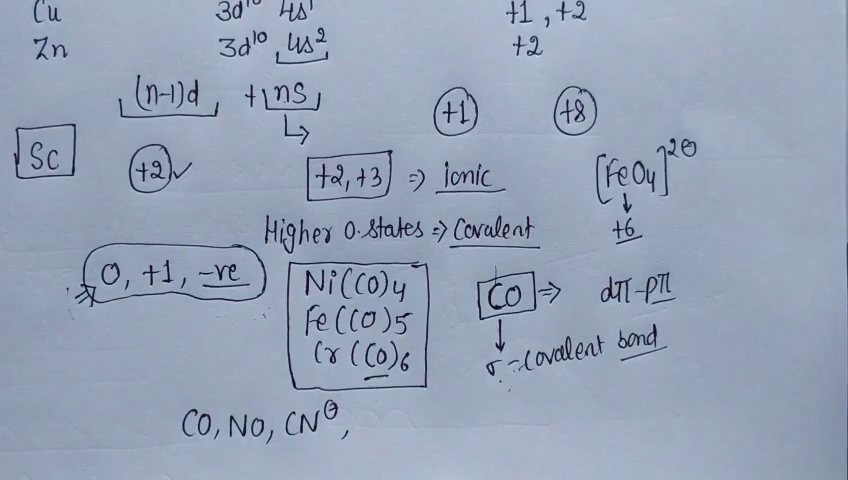 Cu 3d¹⁰ 4s¹ +1, +2
Zn 3d¹⁰ 4s² +2
(n-1)d + ns
+1 +8
Sc +2 ✓ +2, +3 ⇒ ionic [FeO4]²⊖
Higher O. States ⇒ Covalent +6
0, +1, -ve
Ni(CO)4 CO ⇒ dπ-pπ
Fe(CO)5
Cr(CO)6 σ - Covalent bond
CO, NO, CN⊖,